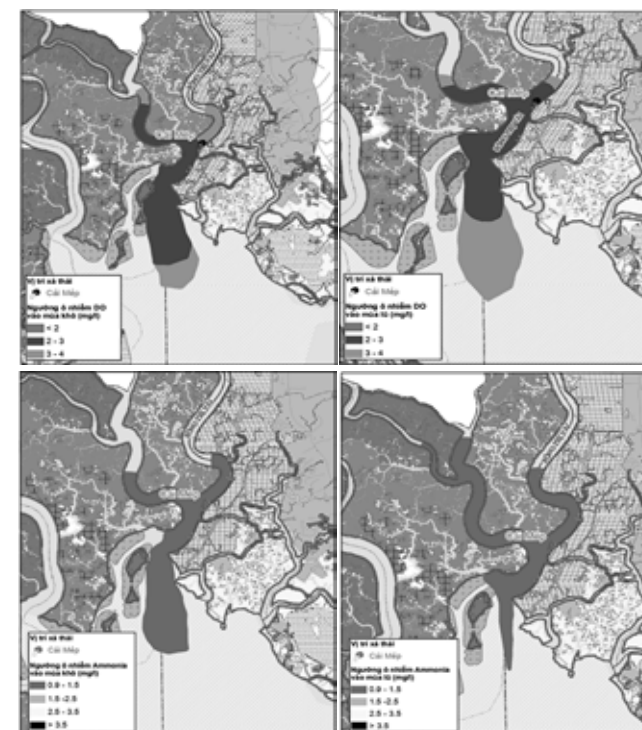 Vị trí xả thải
Cái Mép
Ngưỡng ô nhiễm DO
vào mùa khô (mg/l)
< 2
2 - 3
3 - 4
Vị trí xả thải
Cái Mép
Ngưỡng ô nhiễm DO
vào mùa lũ (mg/l)
< 2
2 - 3
3 - 4
Vị trí xả thải
Cái Mép
Ngưỡng ô nhiễm Ammonia
vào mùa khô (mg/l)
0.9 - 1.5
1.5 -2.5
2.5 - 3.5
> 3.5
Vị trí xả thải
Cái Mép
Ngưỡng ô nhiễm Ammonia
vào mùa lũ (mg/l)
0.9 - 1.5
1.5 -2.5
2.5 - 3.5
> 3.5